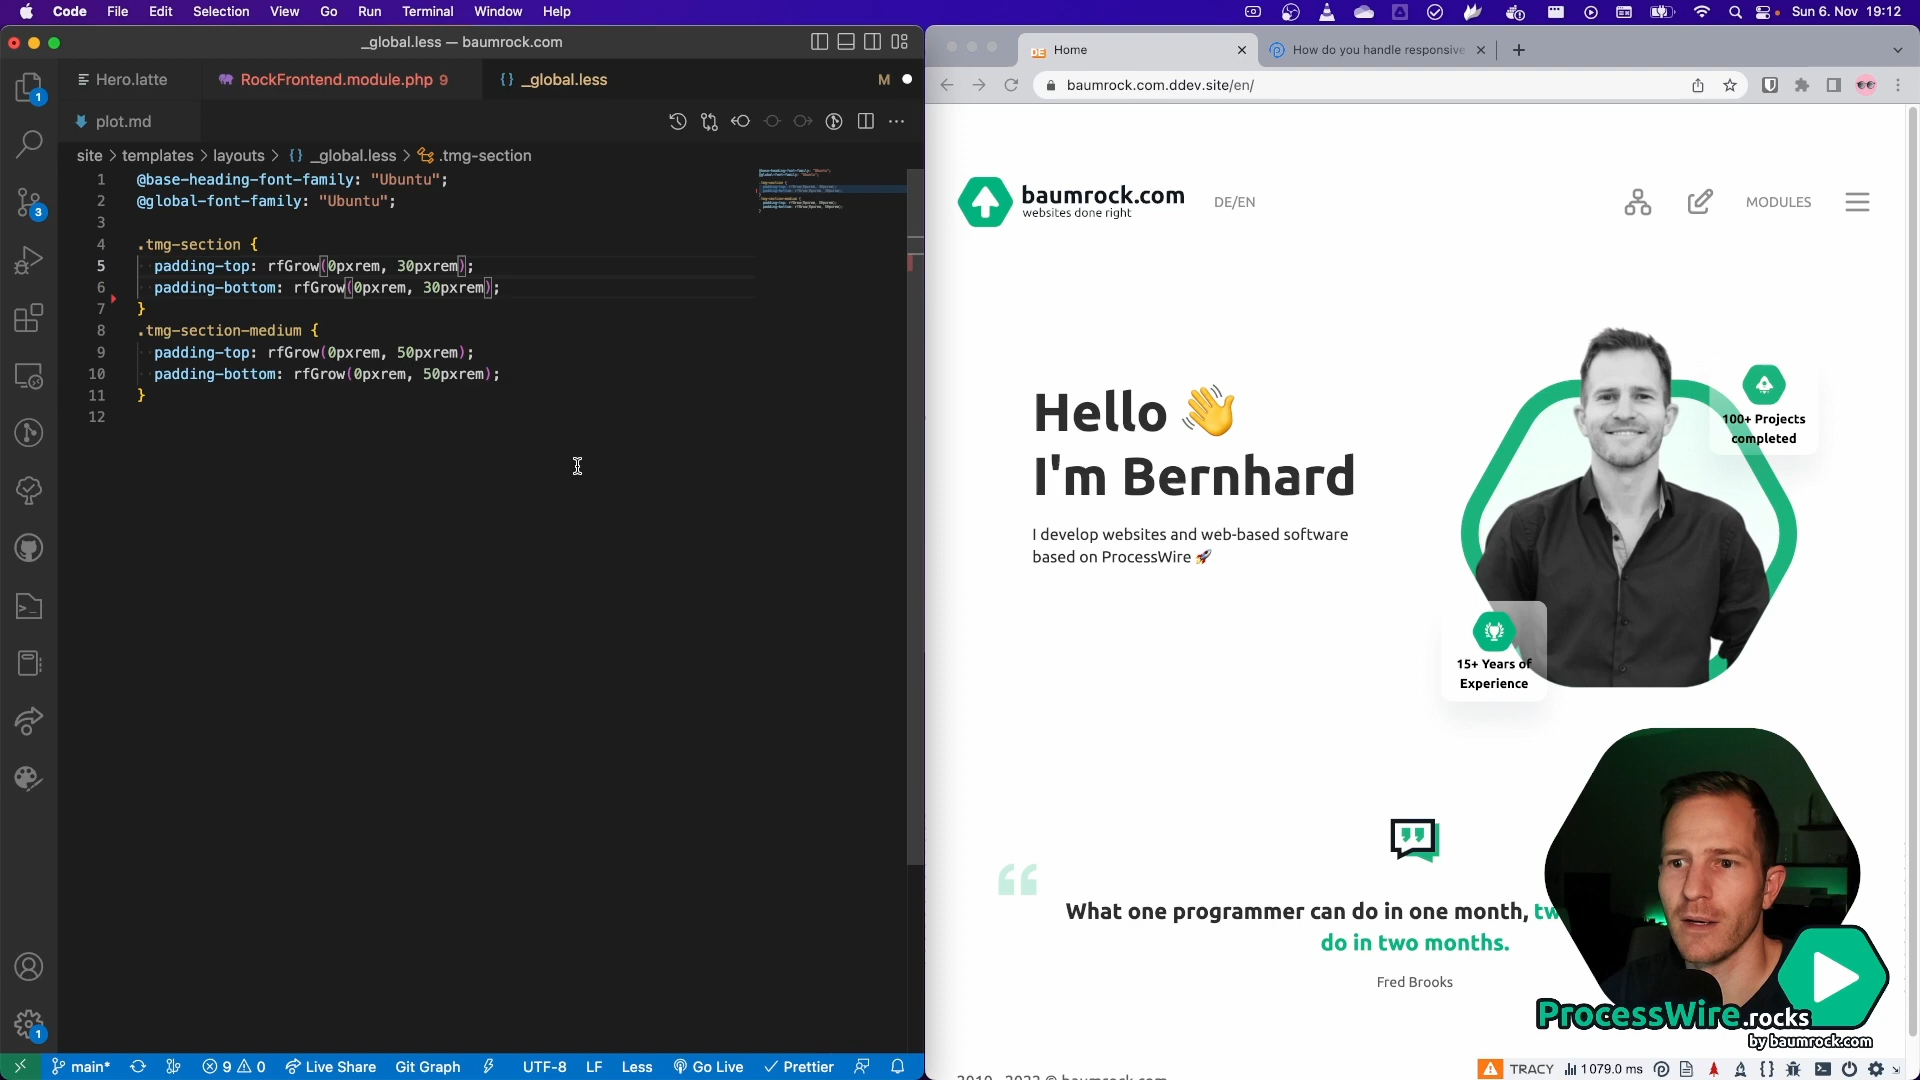 Code File Edit Selection View Go Run Terminal Window Help
Sun 6. Nov 19:12
_global.less — baumrock.com
Hero.latte
RockFrontend.module.php 9
{} _global.less M
plot.md
site > templates > layouts > {} _global.less > .tmg-section
1 @base-heading-font-family: "Ubuntu";
2 @global-font-family: "Ubuntu";
3
4 .tmg-section {
5 padding-top: rfGrow(0pxrem, 30pxrem);
6 padding-bottom: rfGrow(0pxrem, 30pxrem);
7 }
8 .tmg-section-medium {
9 padding-top: rfGrow(0pxrem, 50pxrem);
10 padding-bottom: rfGrow(0pxrem, 50pxrem);
11 }
12
1
3
1
main* 9 0 Live Share Git Graph UTF-8 LF Less Go Live Prettier
DE Home
How do you handle responsive
baumrock.com.ddev.site/en/
baumrock.com
websites done right
DE/EN
MODULES
Hello 👋
I'm Bernhard
I develop websites and web-based software
based on ProcessWire 🚀
100+ Projects
completed
15+ Years of
Experience
What one programmer can do in one month,
do in two months.
Fred Brooks
ProcessWire.rocks
by baumrock.com
TRACY 1 079.0 ms